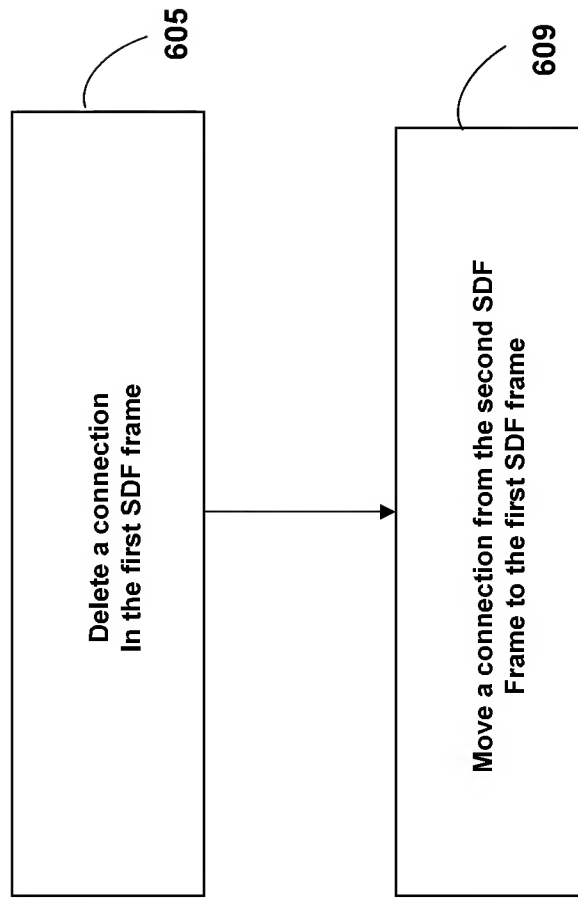 605
Delete a connection
In the first SDF frame
609
Move a connection from the second SDF
Frame to the first SDF frame